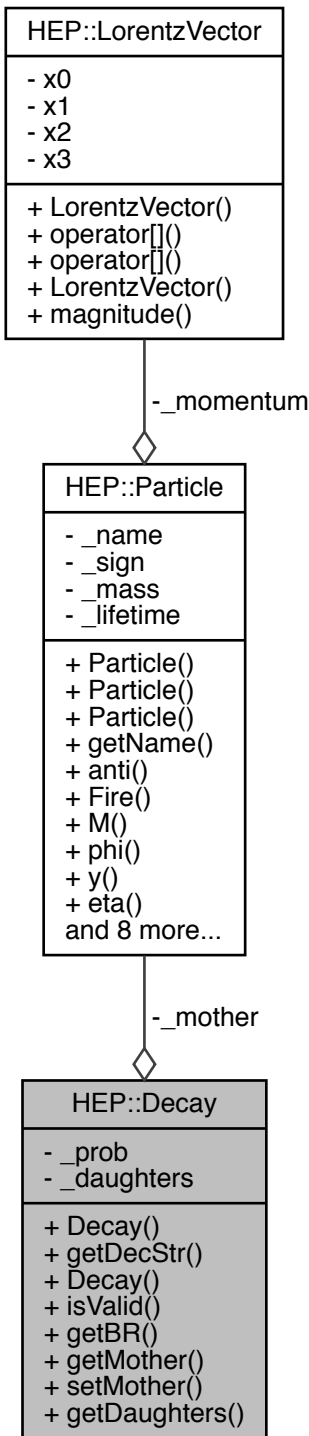 HEP::LorentzVector
- x0
- x1
- x2
- x3
+ LorentzVector()
+ operator[]()
+ operator[]()
+ LorentzVector()
+ magnitude()
-_momentum
HEP::Particle
- _name
- _sign
- _mass
- _lifetime
+ Particle()
+ Particle()
+ Particle()
+ getName()
+ anti()
+ Fire()
+ M()
+ phi()
+ y()
+ eta()
and 8 more...
-_mother
HEP::Decay
- _prob
- _daughters
+ Decay()
+ getDecStr()
+ Decay()
+ isValid()
+ getBR()
+ getMother()
+ setMother()
+ getDaughters()